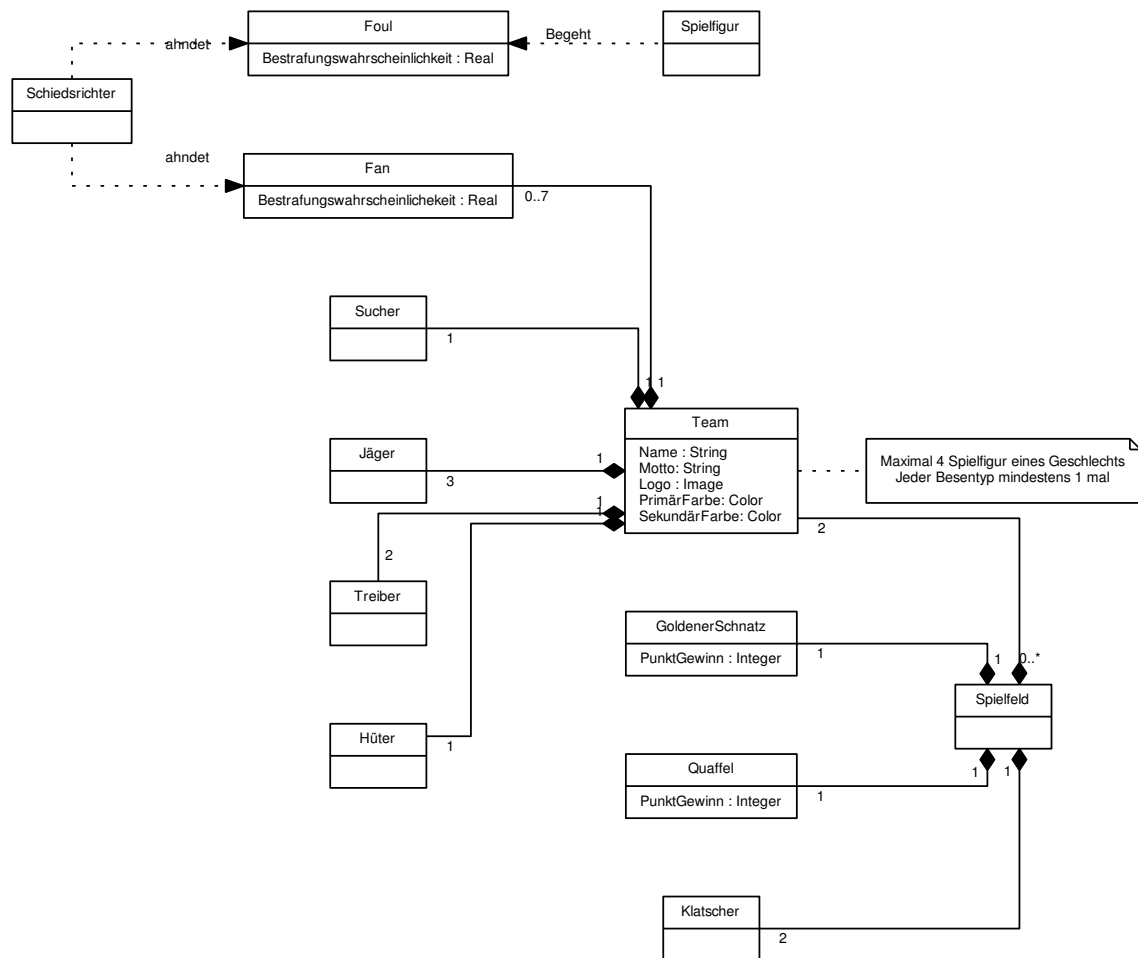 Foul
Bestrafungswahrscheinlichkeit : Real
Spielfigur
Begeht
ahndet
Schiedsrichter
ahndet
Fan
Bestrafungswahrscheinlichekeit : Real
0..7
Sucher
1
1
1
Team
Name : String
Motto: String
Logo : Image
PrimärFarbe: Color
SekundärFarbe: Color
Maximal 4 Spielfigur eines Geschlechts
Jeder Besentyp mindestens 1 mal
Jäger
3
1
1
1
2
2
Treiber
GoldenerSchnatz
PunktGewinn : Integer
1
1
0..*
Spielfeld
Hüter
1
Quaffel
PunktGewinn : Integer
1
1
1
Klatscher
2